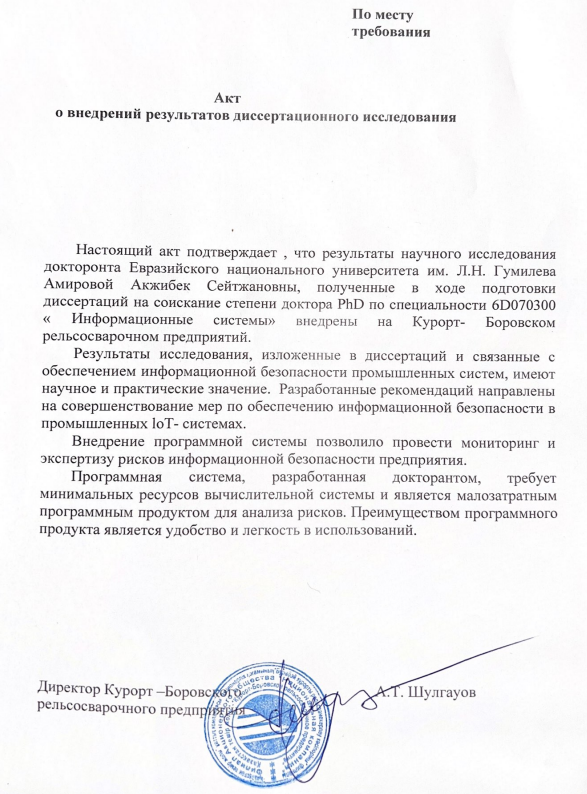 По месту
требования
Акт
о внедрений результатов диссертационного исследования
Настоящий акт подтверждает , что результаты научного исследования
докторонта Евразийского национального университета им. Л.Н. Гумилева
Амировой Акжибек Сейтжановны, полученные в ходе подготовки
диссертаций на соискание степени доктора PhD по специальности 6D070300
« Информационные системы» внедрены на Курорт- Боровском
рельсосварочном предприятий.
Результаты исследования, изложенные в диссертаций и связанные с
обеспечением информационной безопасности промышленных систем, имеют
научное и практические значение. Разработанные рекомендаций направлены
на совершенствование мер по обеспечению информационной безопасности в
промышленных loT- системах.
Внедрение программной системы позволило провести мониторинг и
экспертизу рисков информационной безопасности предприятия.
Программная система, разработанная докторантом, требует
минимальных ресурсов вычислительной системы и является малозатратным
программным продуктом для анализа рисков. Преимуществом программного
продукта является удобство и легкость в использований.
Директор Курорт –Боровского А.Т. Шулгауов
рельсосварочного предприятия